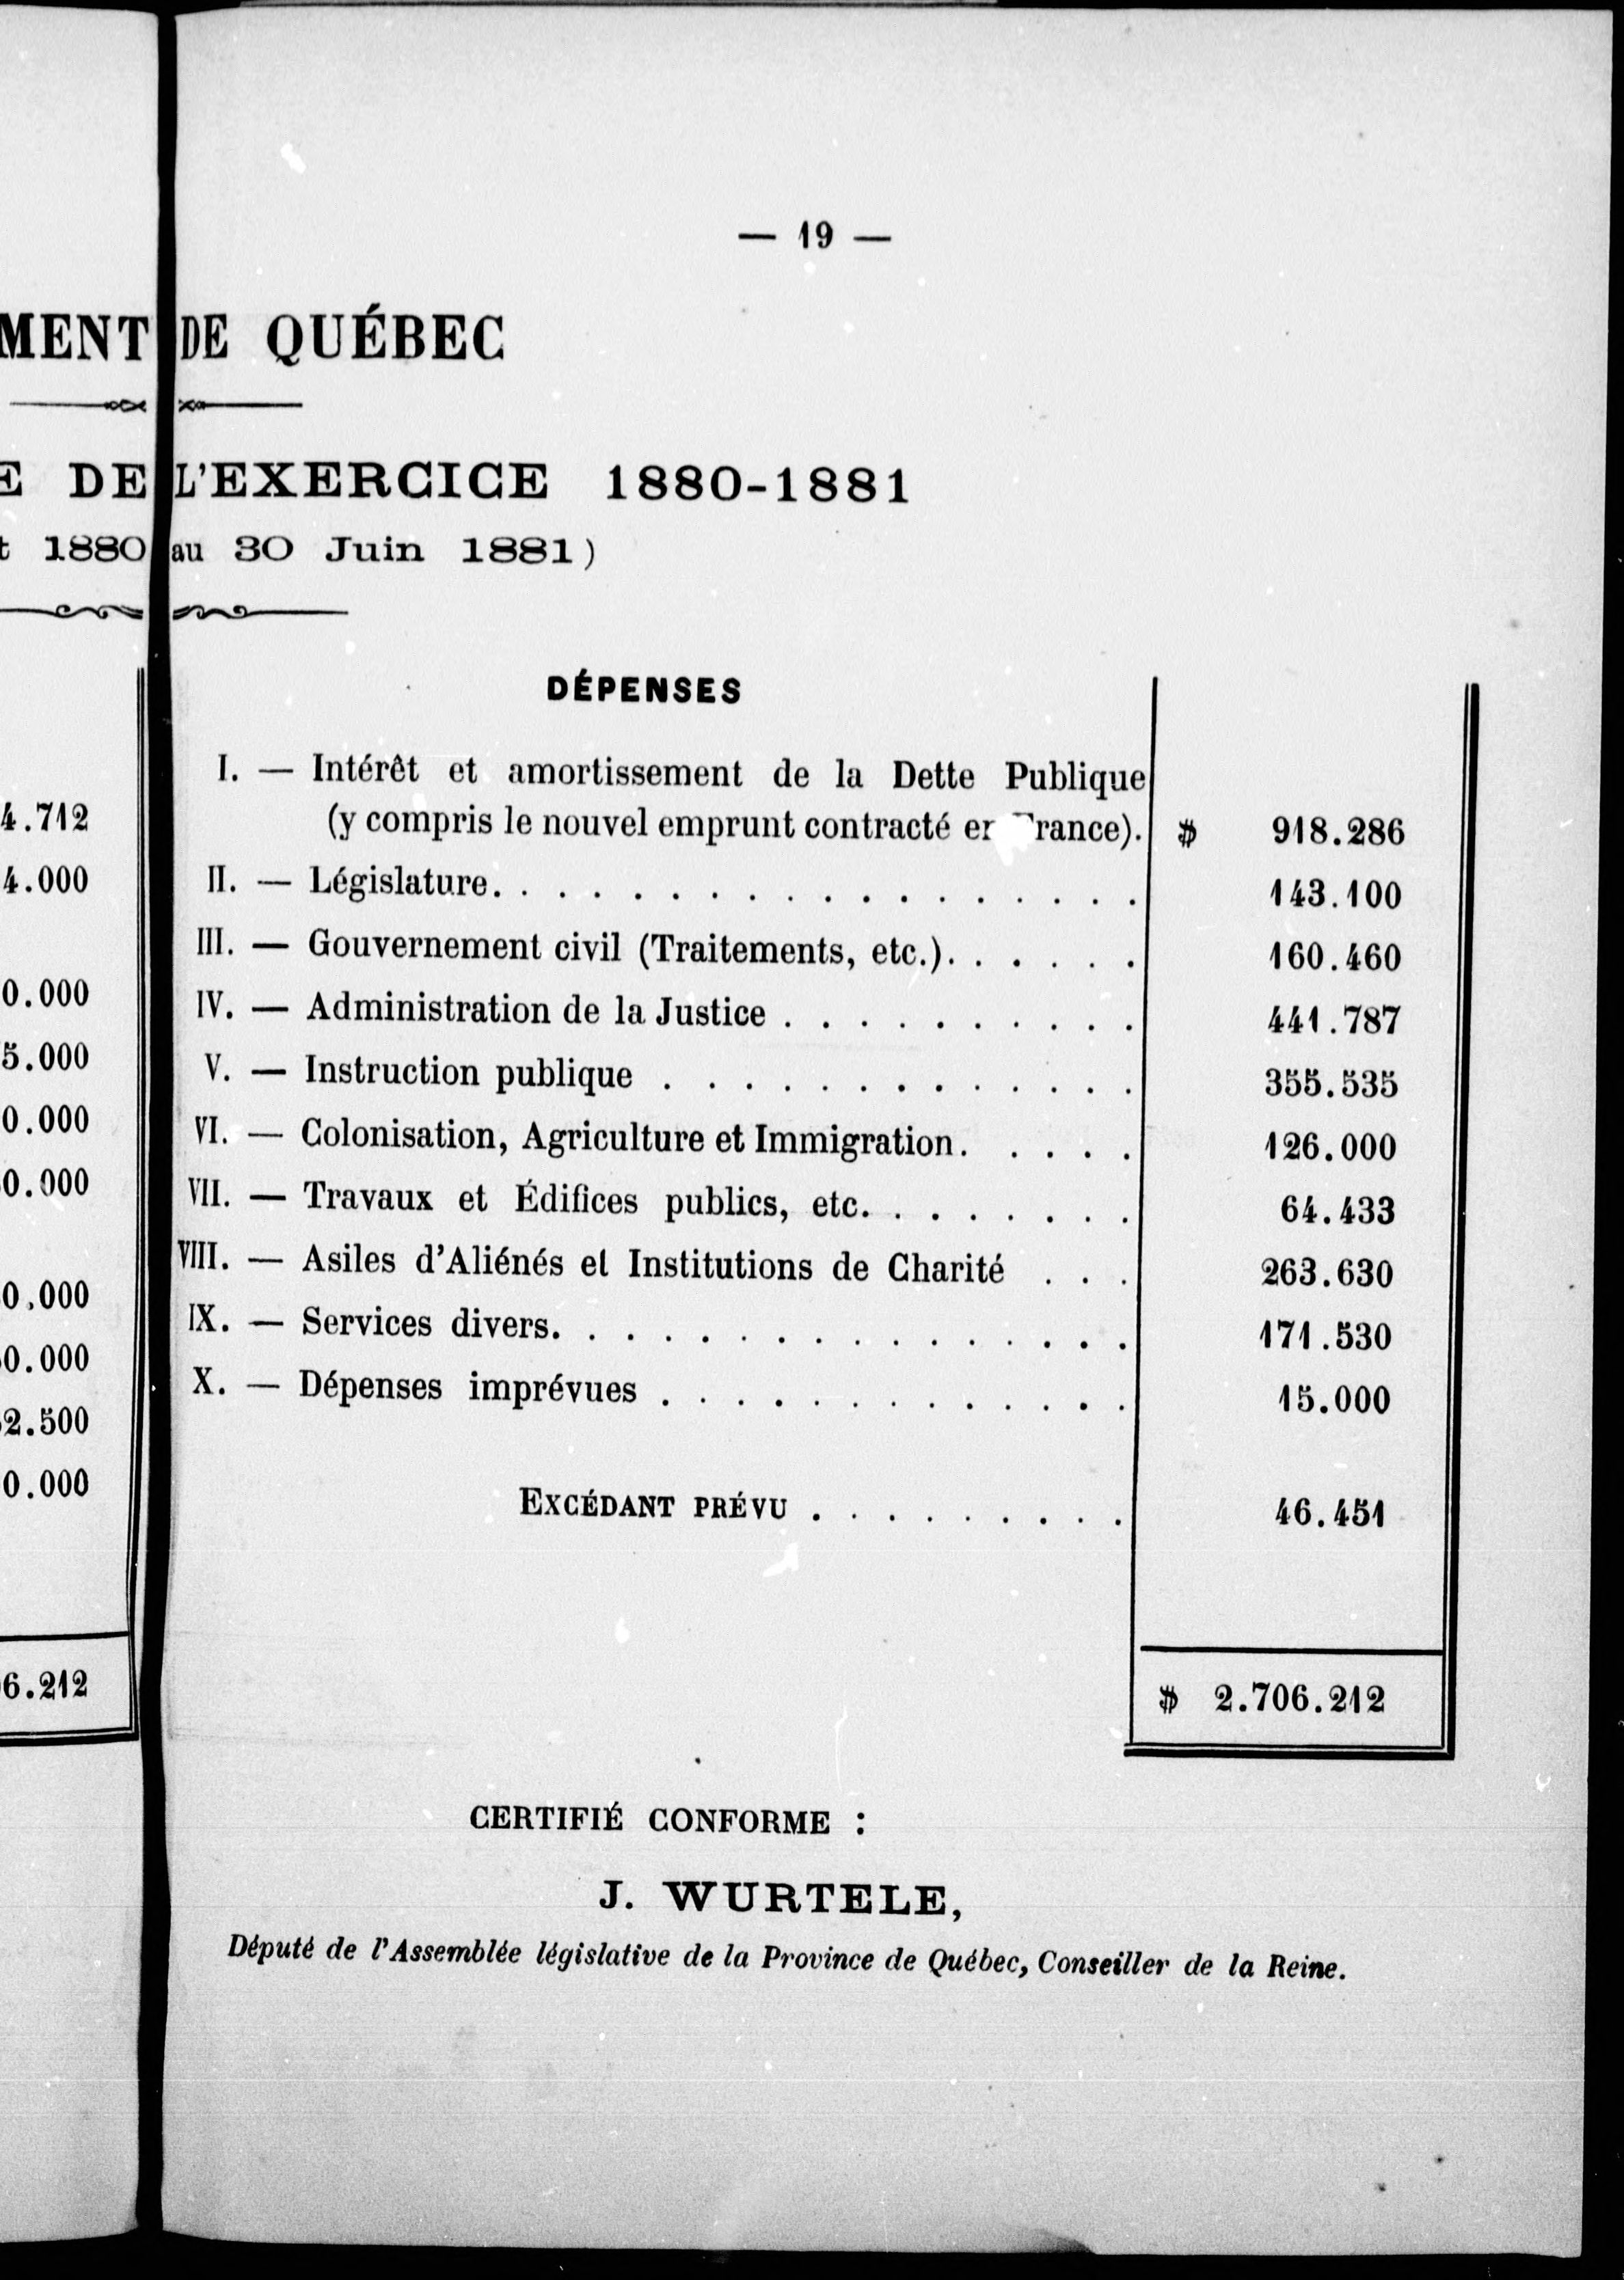 — 19 —
MENT DE QUÉBEC
E DE L'EXERCICE 1880-1881
t 1880 au 30 Juin 1881)
4.712
4.000
0.000
5.000
0.000
0.000
0.000
0.000
2.500
0.000
6.212
DÉPENSES
I. — Intérêt et amortissement de la Dette Publique
(y compris le nouvel emprunt contracté en France). $ 918.286
II. — Législature. . . . . . . . . . . . . . . . . . 143.100
III. — Gouvernement civil (Traitements, etc.). . . . . . 160.460
IV. — Administration de la Justice . . . . . . . . . . 441.787
V. — Instruction publique . . . . . . . . . . . . . 355.535
VI. — Colonisation, Agriculture et Immigration. . . . . 126.000
VII. — Travaux et Édifices publics, etc. . . . . . . . 64.433
VIII. — Asiles d'Aliénés et Institutions de Charité . . . 263.630
IX. — Services divers. . . . . . . . . . . . . . . . 171.530
X. — Dépenses imprévues . . . . . . . . . . . . . 15.000
EXCÉDANT PRÉVU . . . . . . . . . 46.451
$ 2.706.212
CERTIFIÉ CONFORME :
J. WURTELE,
Député de l'Assemblée législative de la Province de Québec, Conseiller de la Reine.